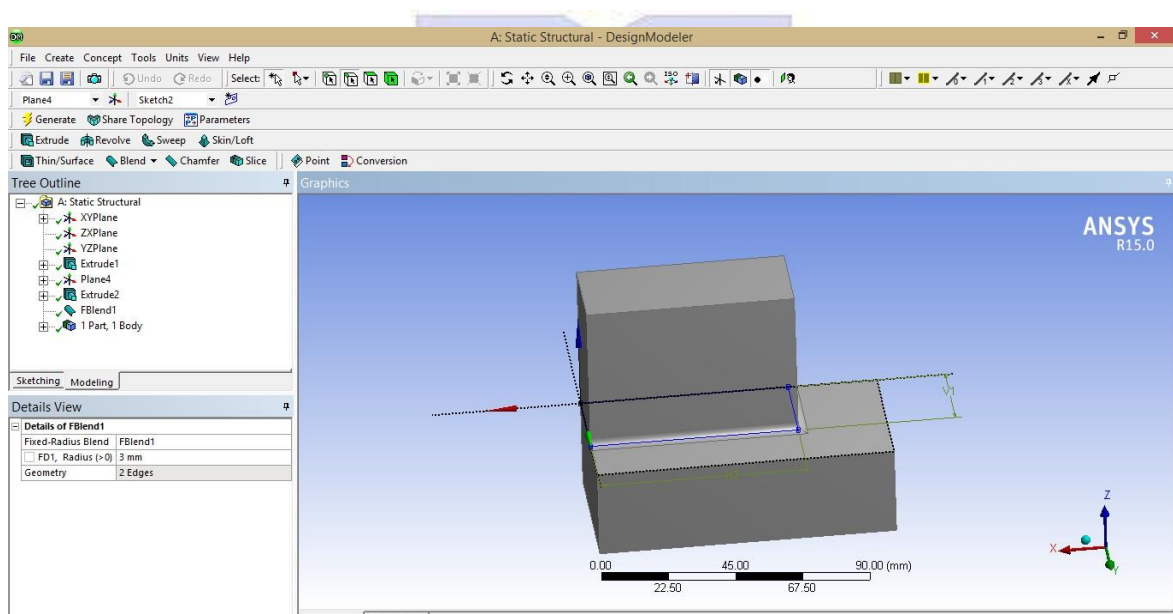 DM A: Static Structural - DesignModeler
File Create Concept Tools Units View Help
Undo Redo Select: ISO
Plane4 Sketch2
Generate Share Topology Parameters
Extrude Revolve Sweep Skin/Loft
Thin/Surface Blend Chamfer Slice Point Conversion
Tree Outline
A: Static Structural
XYPlane
ZXPlane
YZPlane
Extrude1
Plane4
Extrude2
FBlend1
1 Part, 1 Body
Sketching Modeling
Details View
Details of FBlend1
Fixed-Radius Blend FBlend1
FD1, Radius (>0) 3 mm
Geometry 2 Edges
Graphics
ANSYS
R15.0
V1
0.00 45.00 90.00 (mm)
22.50 67.50
Z
X
Y